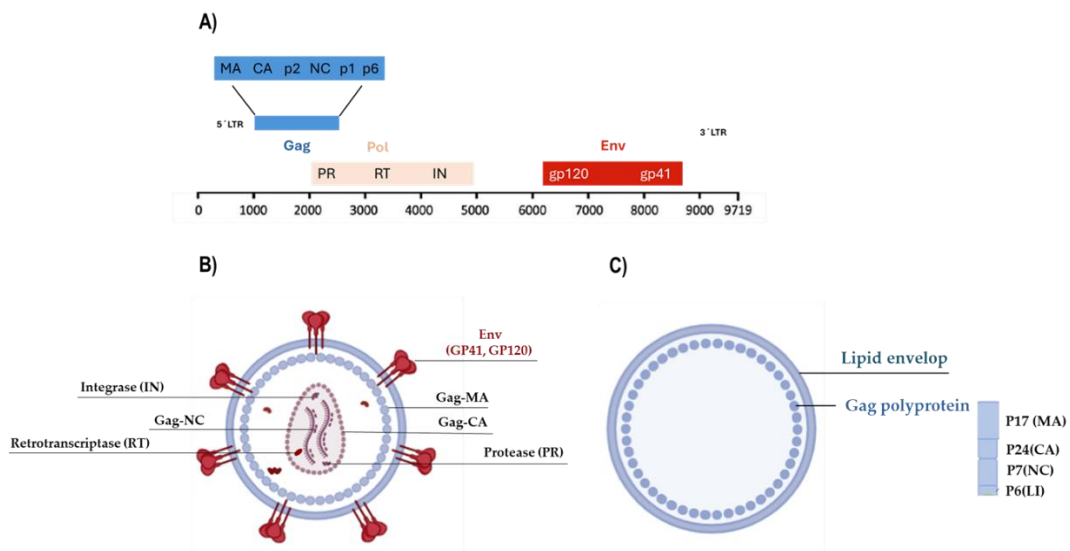 A)
MA CA p2 NC p1 p6
5´LTR
3´LTR
Gag Pol Env
PR RT IN gp120 gp41
0 1000 2000 3000 4000 5000 6000 7000 8000 9000 9719
B)
Env
(GP41, GP120)
Integrase (IN)
Gag-MA
Gag-NC
Gag-CA
Retrotranscriptase (RT)
Protease (PR)
C)
Lipid envelop
Gag polyprotein
P17 (MA)
P24(CA)
P7(NC)
P6(LI)